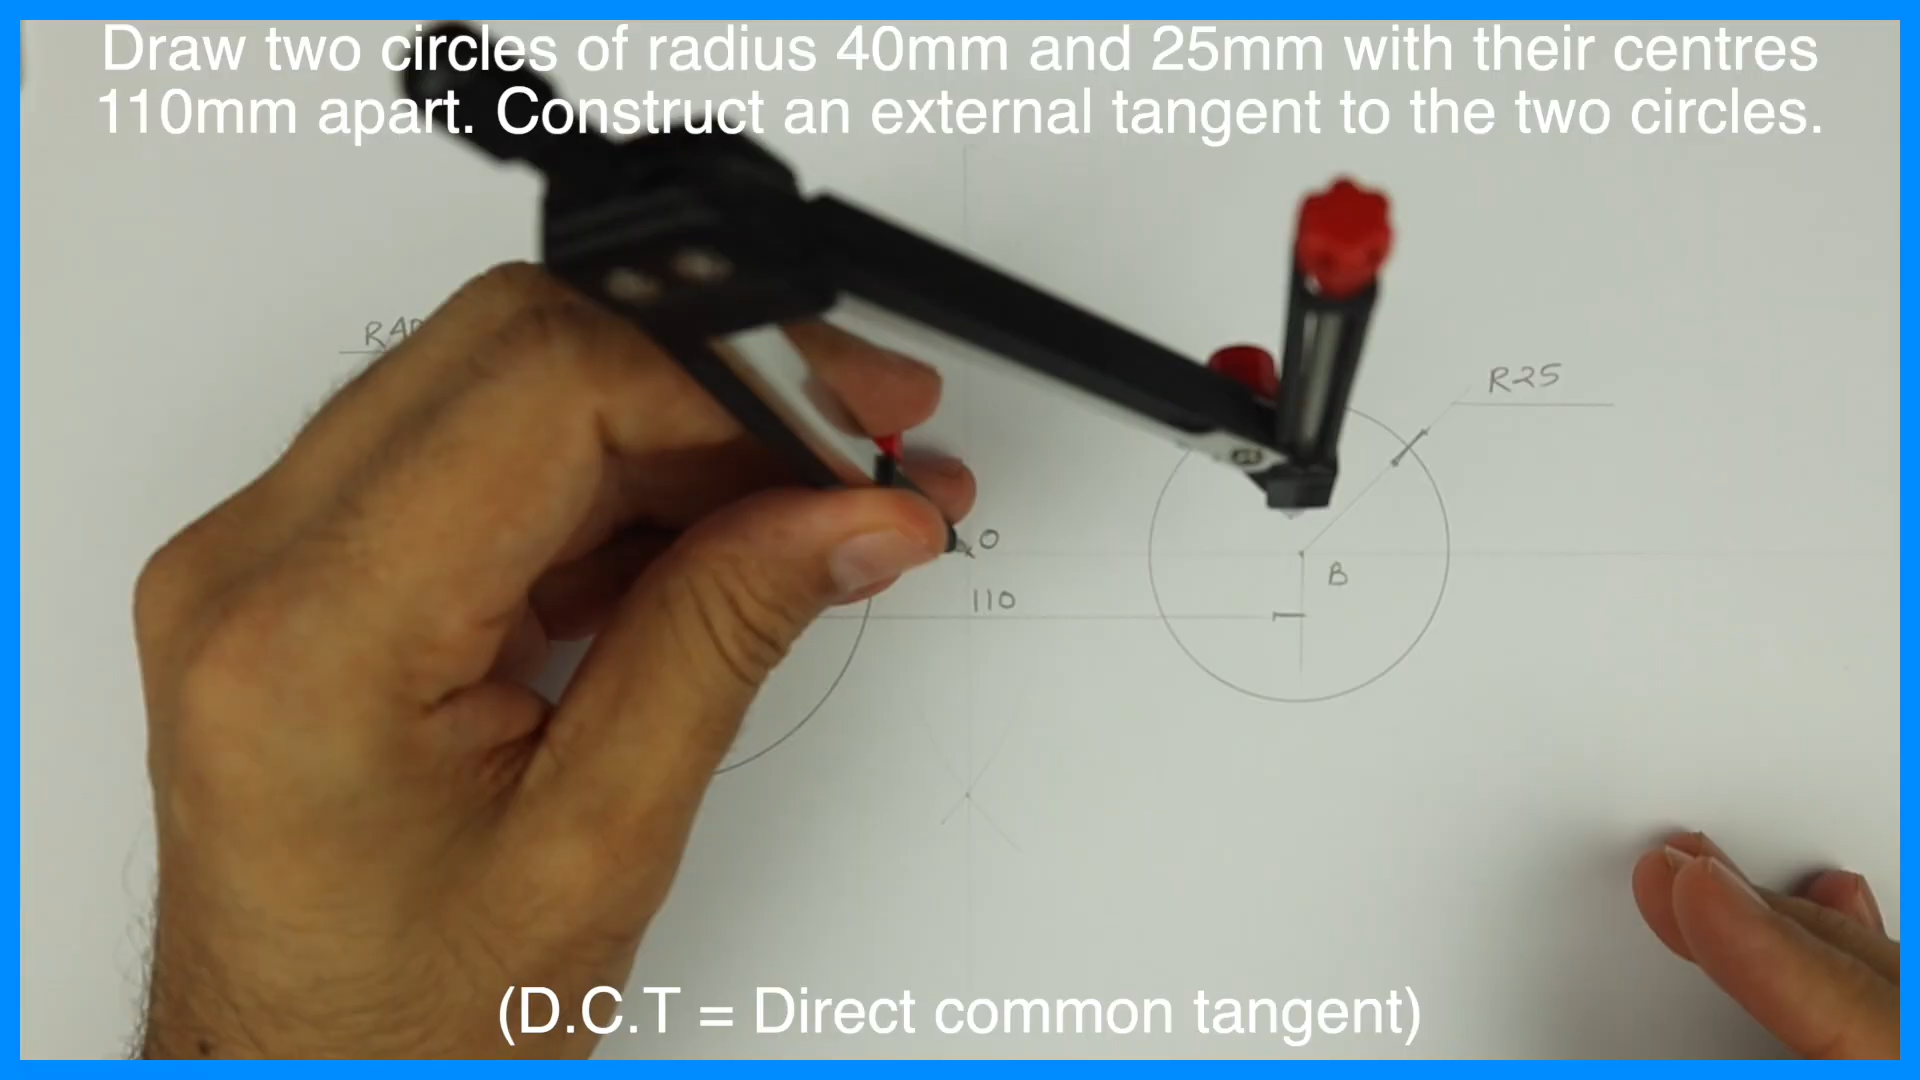 Draw two circles of radius 40mm and 25mm with their centres
110mm apart. Construct an external tangent to the two circles.
R40
R25
O
B
110
(D.C.T = Direct common tangent)